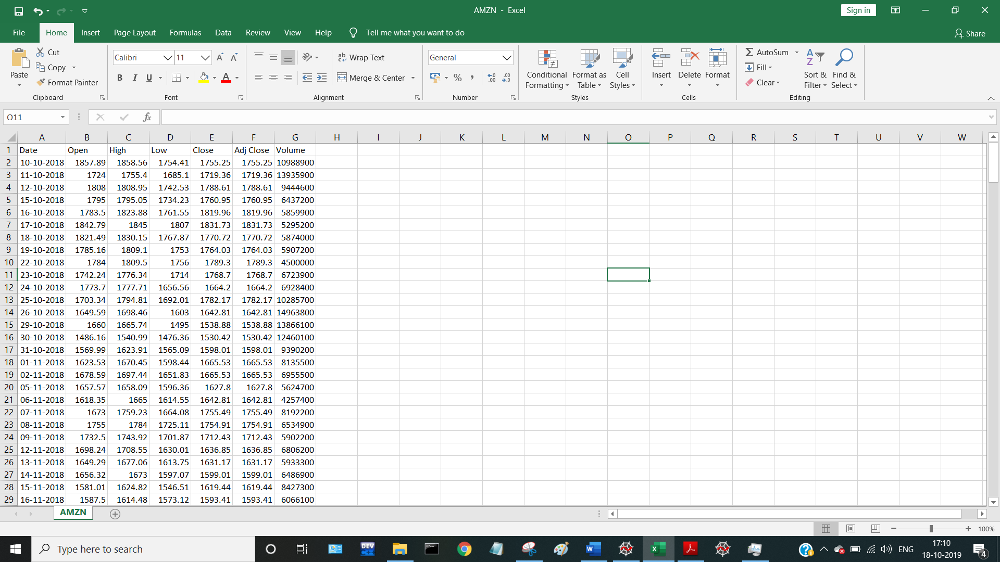 AMZN - Excel
Sign in
File Home Insert Page Layout Formulas Data Review View Help Tell me what you want to do Share
Cut
Copy
Format Painter
Paste
Clipboard
Calibri 11
A A
B I U A
Font
ab Wrap Text
Merge & Center
Alignment
General
% , .00 .00
Number
Conditional Formatting
Format as Table
Cell Styles
Styles
Insert Delete Format
Cells
AutoSum
Fill
Clear
Sort & Filter
Find & Select
Editing
O11 fx
A B C D E F G H I J K L M N O P Q R S T U V W
1 Date Open High Low Close Adj Close Volume
2 10-10-2018 1857.89 1858.56 1754.41 1755.25 1755.25 10988900
3 11-10-2018 1724 1755.4 1685.1 1719.36 1719.36 13935900
4 12-10-2018 1808 1808.95 1742.53 1788.61 1788.61 9444600
5 15-10-2018 1795 1795.05 1734.23 1760.95 1760.95 6437200
6 16-10-2018 1783.5 1823.88 1761.55 1819.96 1819.96 5859900
7 17-10-2018 1842.79 1845 1807 1831.73 1831.73 5295200
8 18-10-2018 1821.49 1830.15 1767.87 1770.72 1770.72 5874000
9 19-10-2018 1785.16 1809.1 1753 1764.03 1764.03 5907200
10 22-10-2018 1784 1809.5 1756 1789.3 1789.3 4500000
11 23-10-2018 1742.24 1776.34 1714 1768.7 1768.7 6723900
12 24-10-2018 1773.7 1777.71 1656.56 1664.2 1664.2 6928400
13 25-10-2018 1703.34 1794.81 1692.01 1782.17 1782.17 10285700
14 26-10-2018 1649.59 1698.46 1603 1642.81 1642.81 14963800
15 29-10-2018 1660 1665.74 1495 1538.88 1538.88 13866100
16 30-10-2018 1486.16 1540.99 1476.36 1530.42 1530.42 12460100
17 31-10-2018 1569.99 1623.91 1565.09 1598.01 1598.01 9390200
18 01-11-2018 1623.53 1670.45 1598.44 1665.53 1665.53 8135500
19 02-11-2018 1678.59 1697.44 1651.83 1665.53 1665.53 6955500
20 05-11-2018 1657.57 1658.09 1596.36 1627.8 1627.8 5624700
21 06-11-2018 1618.35 1665 1614.55 1642.81 1642.81 4257400
22 07-11-2018 1673 1759.23 1664.08 1755.49 1755.49 8192200
23 08-11-2018 1755 1784 1725.11 1754.91 1754.91 6534900
24 09-11-2018 1732.5 1743.92 1701.87 1712.43 1712.43 5902200
25 12-11-2018 1698.24 1708.55 1630.01 1636.85 1636.85 6806200
26 13-11-2018 1649.29 1677.06 1613.75 1631.17 1631.17 5933300
27 14-11-2018 1656.32 1673 1597.07 1599.01 1599.01 6486900
28 15-11-2018 1581.01 1624.82 1546.51 1619.44 1619.44 8427300
29 16-11-2018 1587.5 1614.48 1573.12 1593.41 1593.41 6066100
AMZN
100%
Type here to search
DEV
ENG
17:10
18-10-2019
4